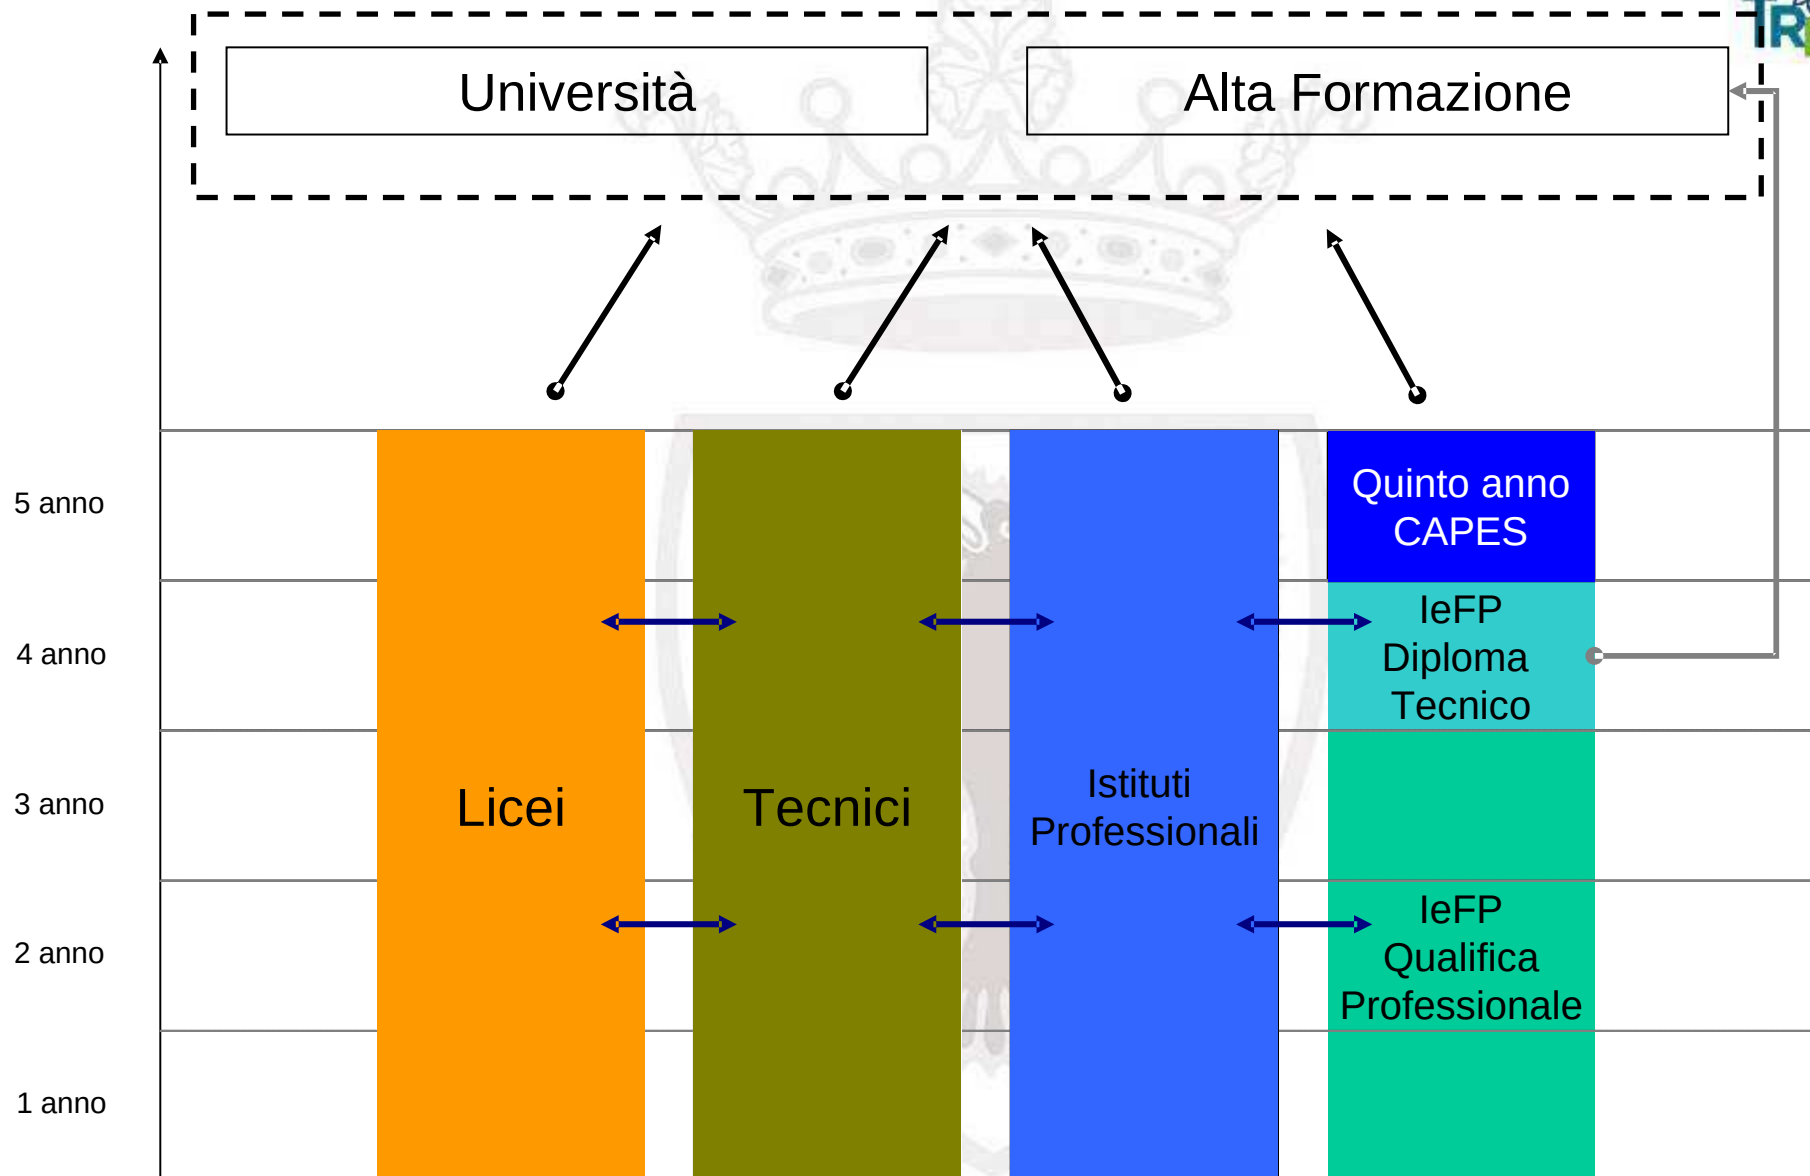 Università
Alta Formazione
5 anno
Quinto anno
CAPES
4 anno
IeFP
Diploma
Tecnico
3 anno
Licei
Tecnici
Istituti
Professionali
2 anno
IeFP
Qualifica
Professionale
1 anno